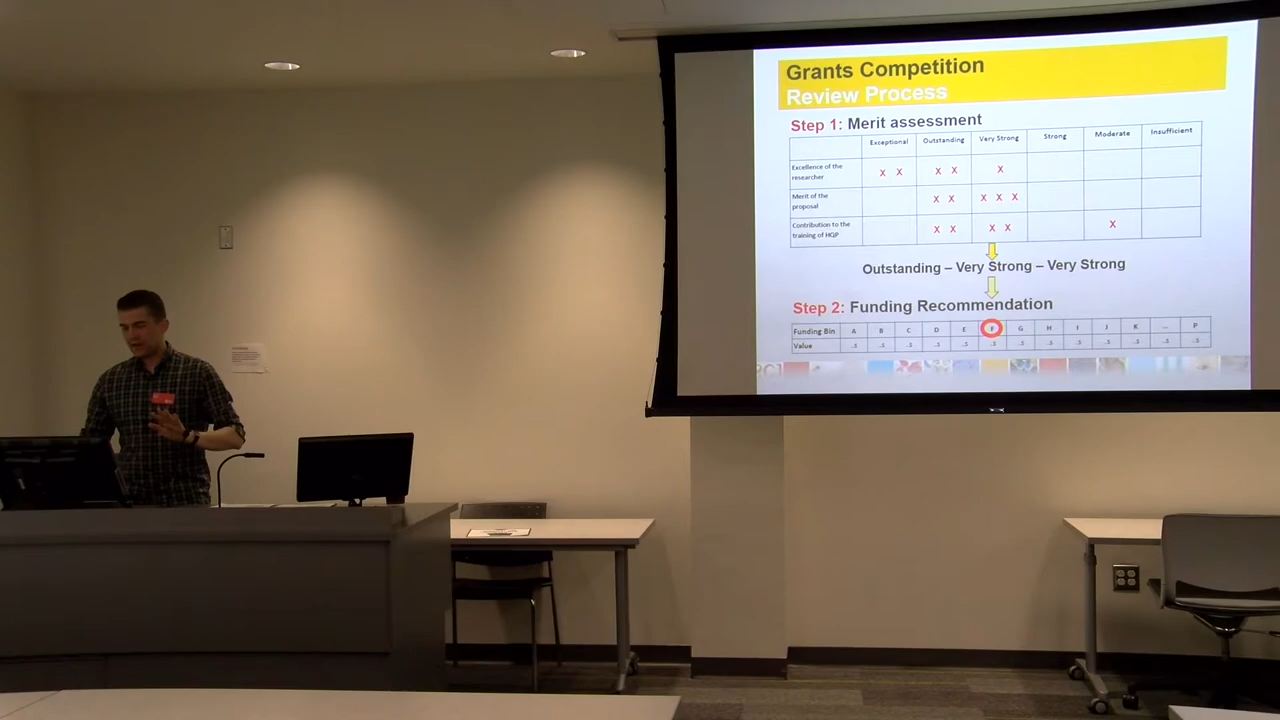 Grants Competition
Review Process
Step 1: Merit assessment
Exceptional Outstanding Very Strong Strong Moderate Insufficient
Excellence of the researcher X X X X X
Merit of the proposal X X X X X
Contribution to the training of HQP X X X X X
Outstanding – Very Strong – Very Strong
Step 2: Funding Recommendation
Funding Bin A B C D E F G H I J K ... P
Value .$ .$ .$ .$ .$ .$ .$ .$ .$ .$ .$ .$ .$